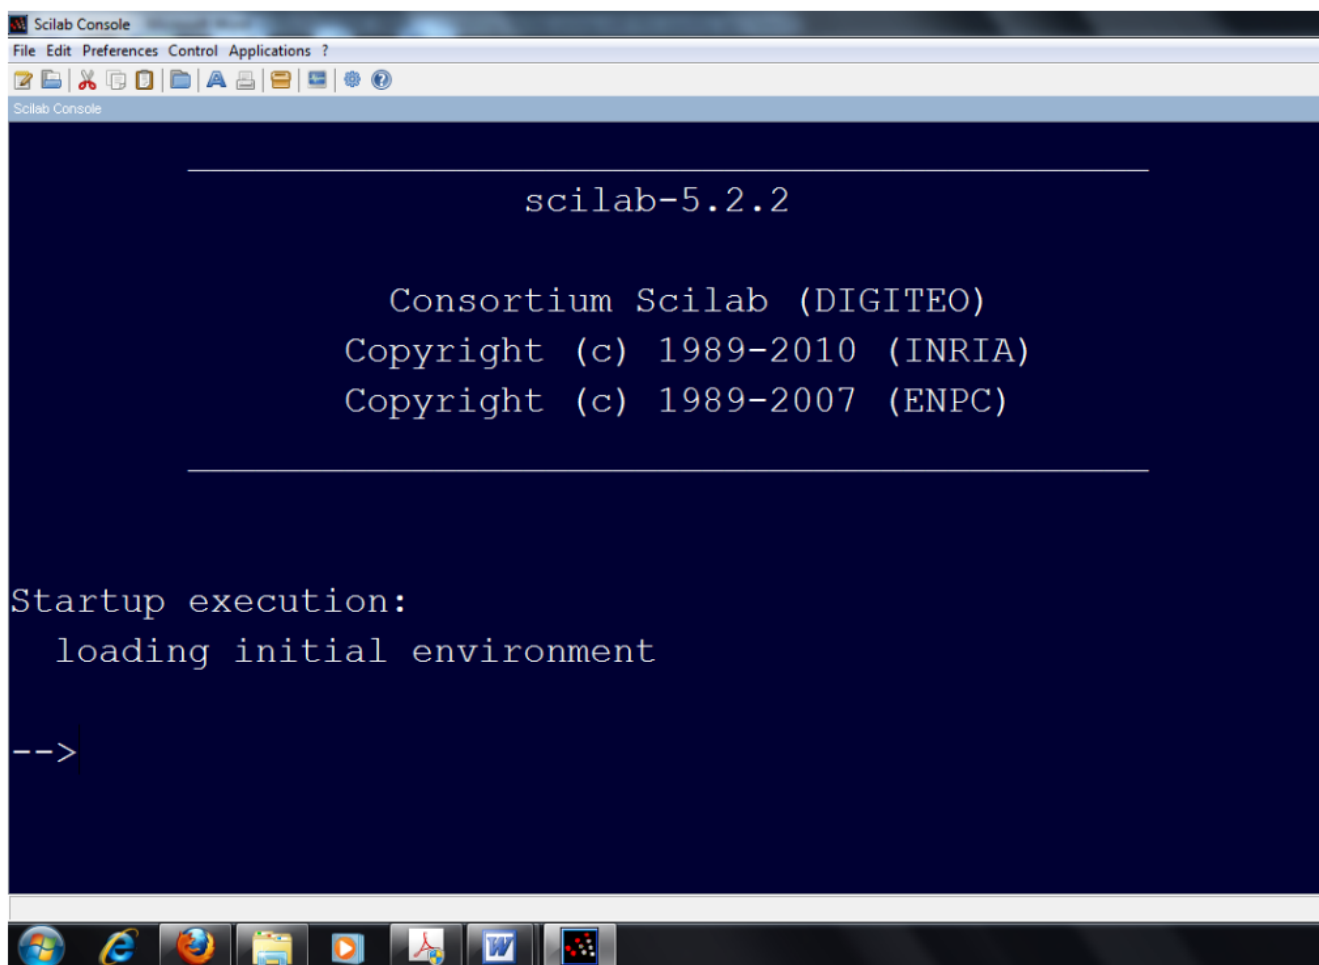 Scilab Console
File Edit Preferences Control Applications ?
Scilab Console
scilab-5.2.2
Consortium Scilab (DIGITEO)
Copyright (c) 1989-2010 (INRIA)
Copyright (c) 1989-2007 (ENPC)
Startup execution:
loading initial environment
-->